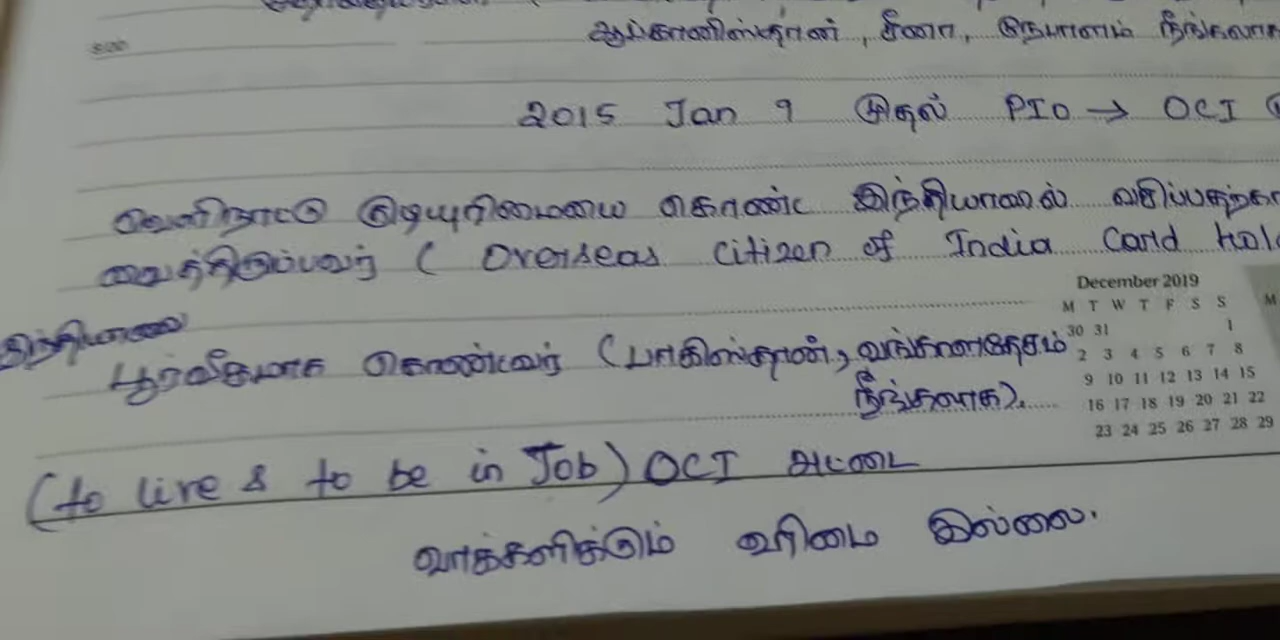 8:00
ஆப்கானிஸ்தான், சீனா, நேபாளம் நீங்கலாக
2015 Jan 9 முதல் PIO → OCI
வெளிநாட்டு குடியுரிமையை கொண்ட இந்தியாவில் வசிப்பதற்கா
வைத்திருப்பவர் ( Overseas Citizen of India Card hol
இந்தியாவை
பூர்வீகமாக கொண்டவர் (பாகிஸ்தான், வங்காளதேசம்
நீங்களாக).
(to live & to be in Job) OCI அட்டை
வாக்களிக்கும் உரிமை இல்லை.
December 2019
M T W T F S S
30 31 1
2 3 4 5 6 7 8
9 10 11 12 13 14 15
16 17 18 19 20 21 22
23 24 25 26 27 28 29
M